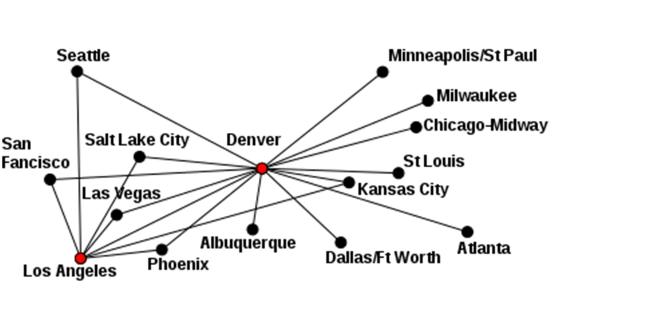 Seattle
Minneapolis/St Paul
Milwaukee
Chicago-Midway
San
Fancisco
Salt Lake City
Denver
St Louis
Kansas City
Las Vegas
Albuquerque
Atlanta
Dallas/Ft Worth
Phoenix
Los Angeles